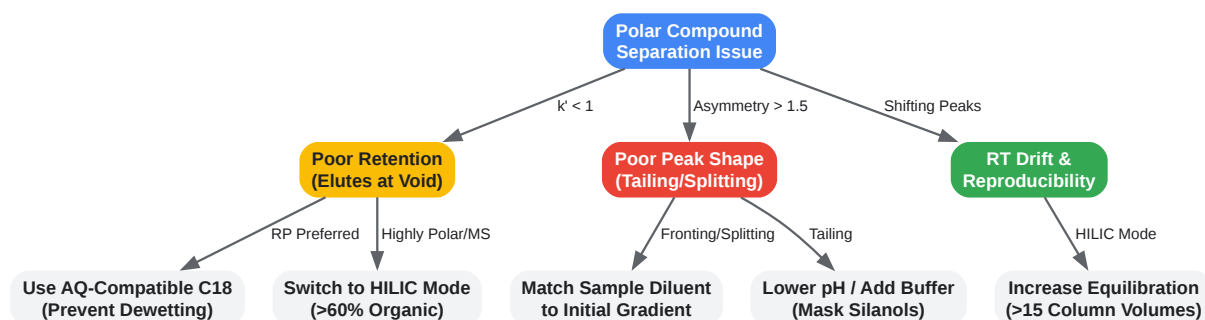 Polar Compound
Separation Issue
k' < 1
Asymmetry > 1.5
Shifting Peaks
Poor Retention
(Elutes at Void)
Poor Peak Shape
(Tailing/Splitting)
RT Drift &
Reproducibility
RP Preferred
Highly Polar/MS
Fronting/Splitting
Tailing
HILIC Mode
Use AQ-Compatible C18
(Prevent Dewetting)
Switch to HILIC Mode
(>60% Organic)
Match Sample Diluent
to Initial Gradient
Lower pH / Add Buffer
(Mask Silanols)
Increase Equilibration
(>15 Column Volumes)